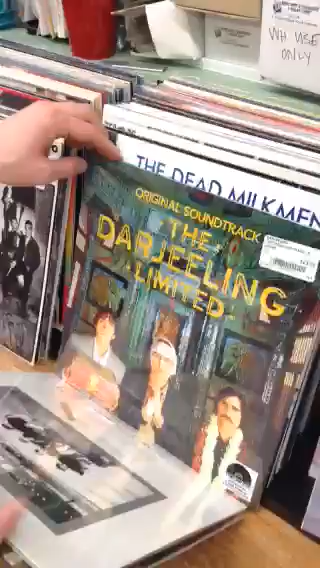 WH USE
ONLY
THE DEAD MILKMEN
ORIGINAL SOUNDTRACK
THE
DARJEELING
LIMITED